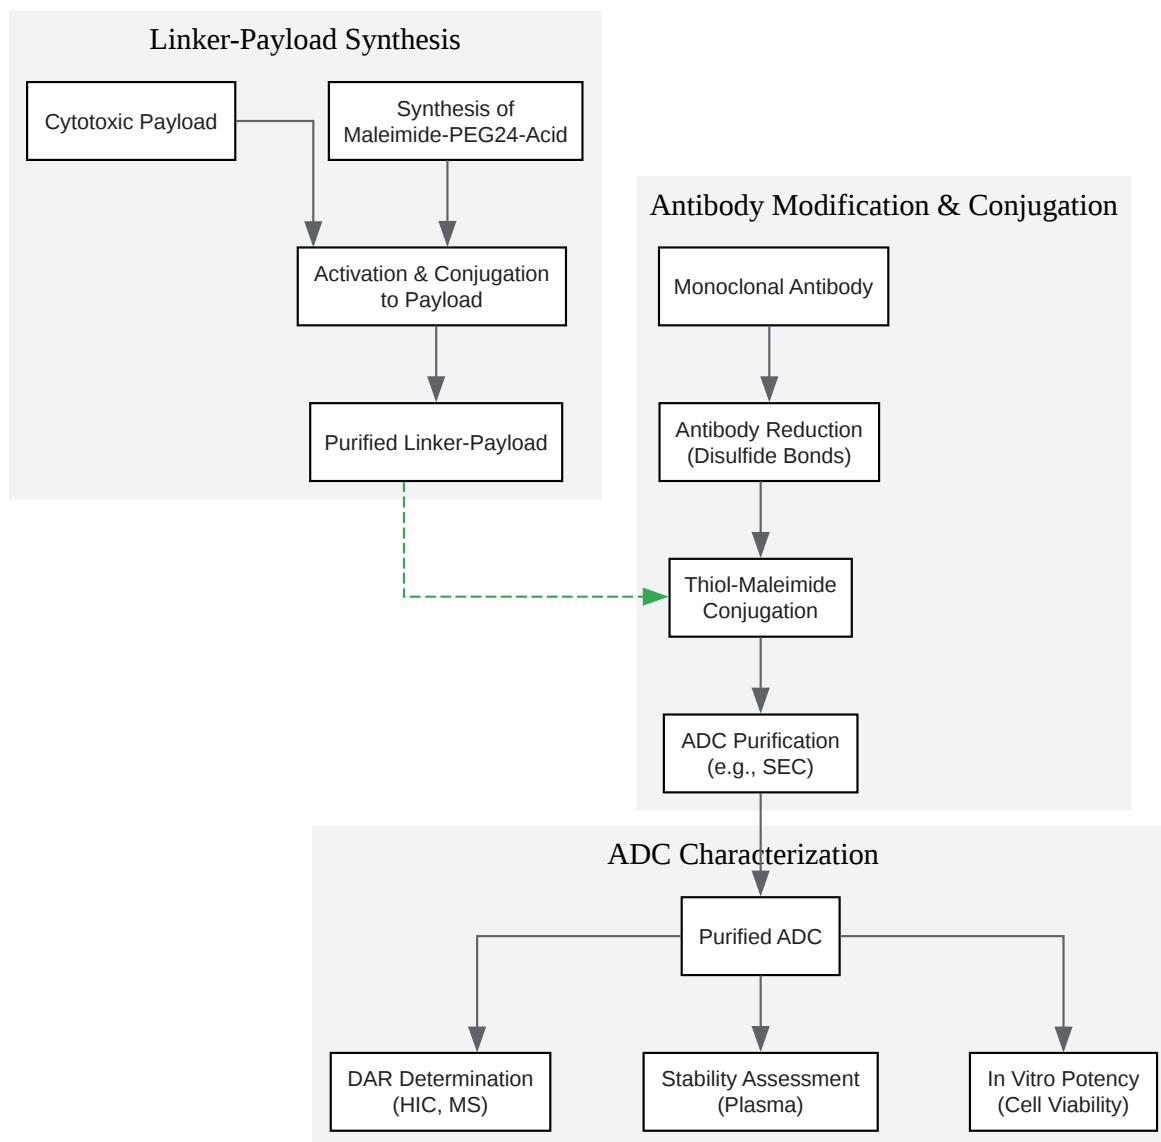 Linker-Payload Synthesis
Cytotoxic Payload
Synthesis of
Maleimide-PEG24-Acid
Activation & Conjugation
to Payload
Purified Linker-Payload
Antibody Modification & Conjugation
Monoclonal Antibody
Antibody Reduction
(Disulfide Bonds)
Thiol-Maleimide
Conjugation
ADC Purification
(e.g., SEC)
ADC Characterization
Purified ADC
DAR Determination
(HIC, MS)
Stability Assessment
(Plasma)
In Vitro Potency
(Cell Viability)